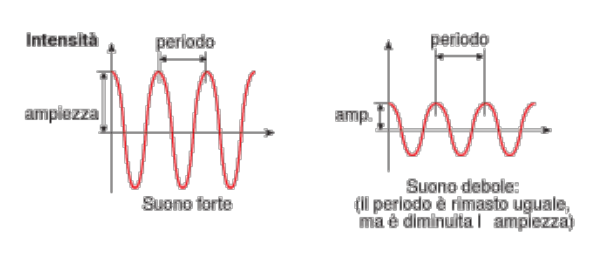 Intensità
periodo
ampiezza
Suono forte
periodo
amp.
Suono debole:
(il periodo è rimasto uguale,
ma è diminuita l ampiezza)